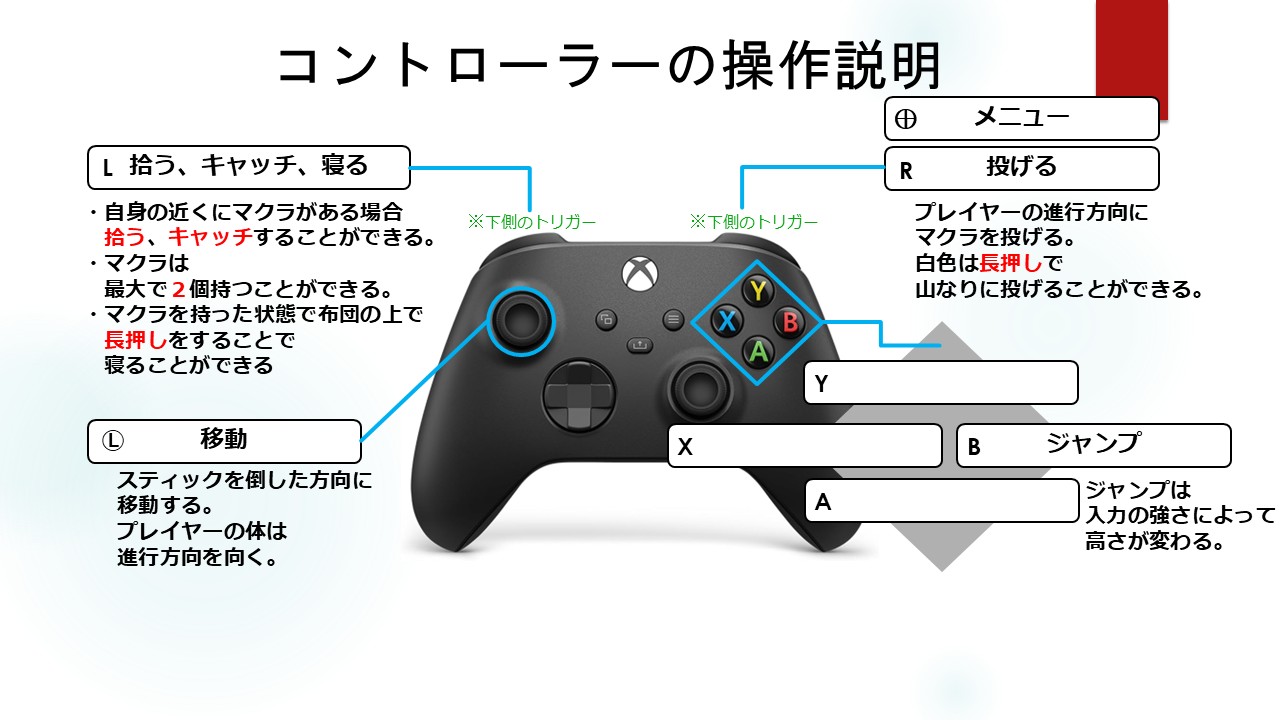 コントローラーの操作説明
⊕ メニュー
L 拾う、キャッチ、寝る
R 投げる
・自身の近くにマクラがある場合
拾う、キャッチすることができる。
・マクラは
最大で２個持つことができる。
・マクラを持った状態で布団の上で
長押しをすることで
寝ることができる
※下側のトリガー
※下側のトリガー
プレイヤーの進行方向に
マクラを投げる。
白色は長押しで
山なりに投げることができる。
Y
X
B
A
Y
Ⓛ 移動
X
B ジャンプ
スティックを倒した方向に
移動する。
プレイヤーの体は
進行方向を向く。
A
ジャンプは
入力の強さによって
高さが変わる。